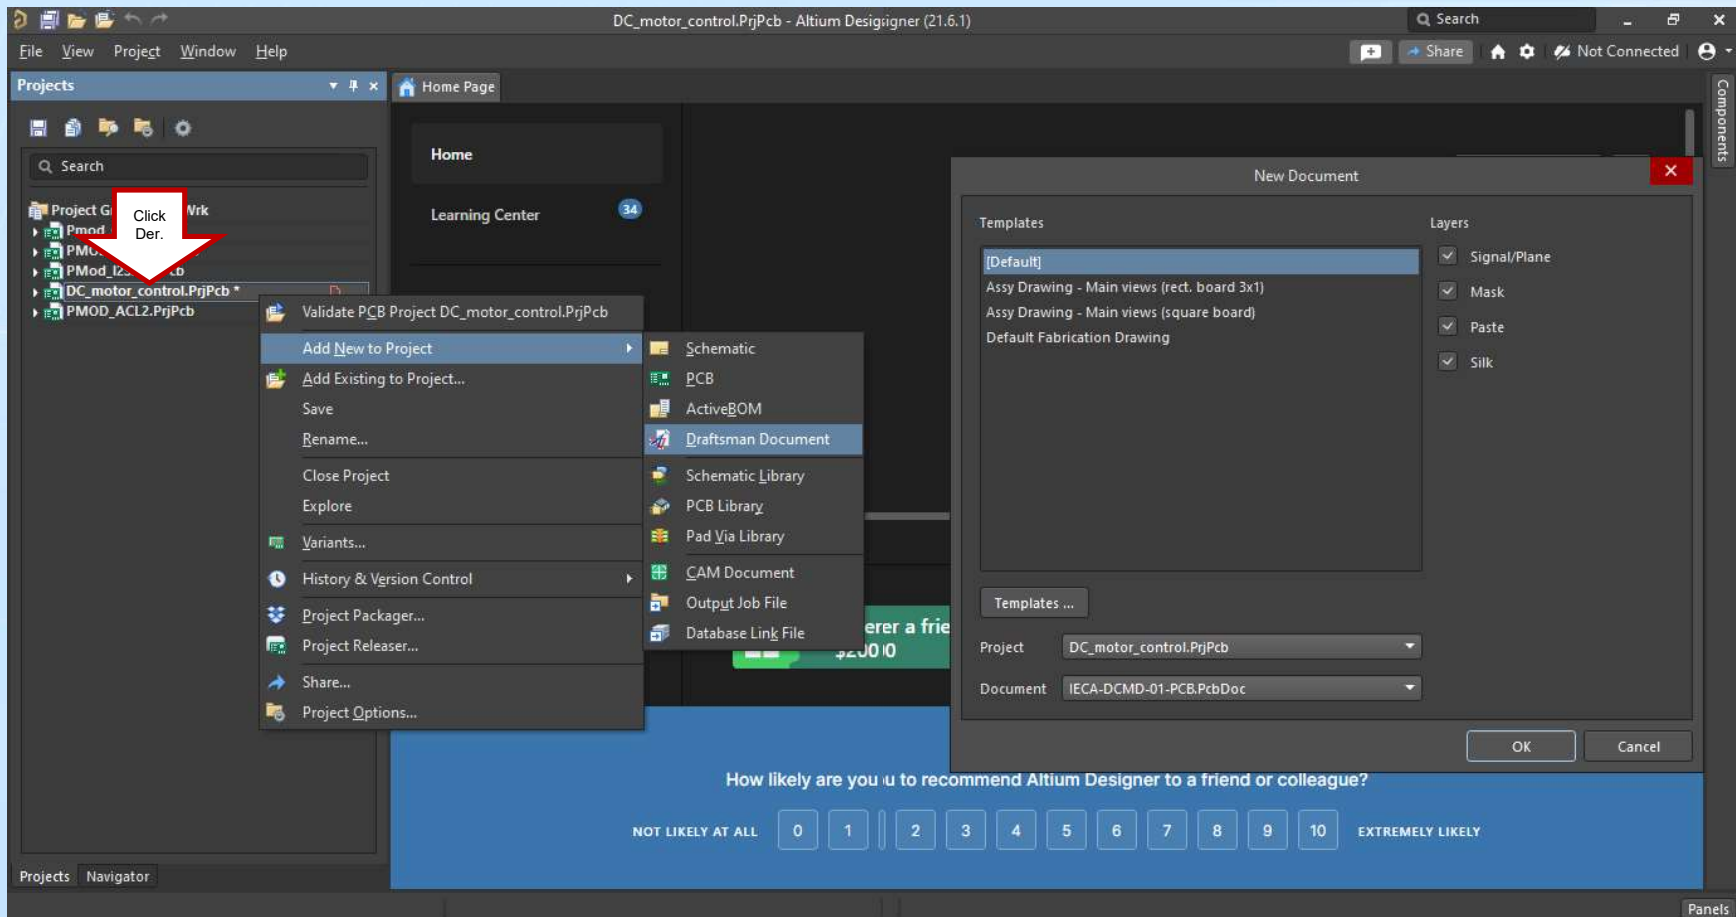 DC_motor_control.PrjPcb - Altium Desigsigner (21.6.1)
Search
File View Project Window Help
Share
Not Connected
Projects
Home Page
Components
Search
Home
Learning Center
34
Click
Der.
Project G Wrk
Pmod
PMO
PMod_I2S
DC_motor_control.PrjPcb *
PMOD_ACL2.PrjPcb
Validate PCB Project DC_motor_control.PrjPcb
Add New to Project
Add Existing to Project...
Save
Rename...
Close Project
Explore
Variants...
History & Version Control
Project Packager...
Project Releaser...
Share...
Project Options...
Schematic
PCB
ActiveBOM
Draftsman Document
Schematic Library
PCB Library
Pad Via Library
CAM Document
Output Job File
Database Link File
erer a frie
$200 0
New Document
Templates
Layers
[Default]
Assy Drawing - Main views (rect. board 3x1)
Assy Drawing - Main views (square board)
Default Fabrication Drawing
Signal/Plane
Mask
Paste
Silk
Templates ...
Project DC_motor_control.PrjPcb
Document IECA-DCMD-01-PCB.PcbDoc
OK Cancel
How likely are you u to recommend Altium Designer to a friend or colleague?
NOT LIKELY AT ALL 0 1 2 3 4 5 6 7 8 9 10 EXTREMELY LIKELY
Projects Navigator
Panels